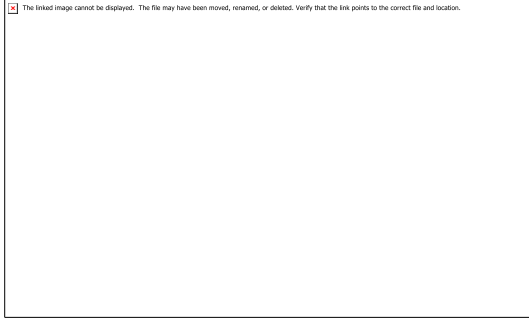 The linked image cannot be displayed. The file may have been moved, renamed, or deleted. Verify that the link points to the correct file and location.